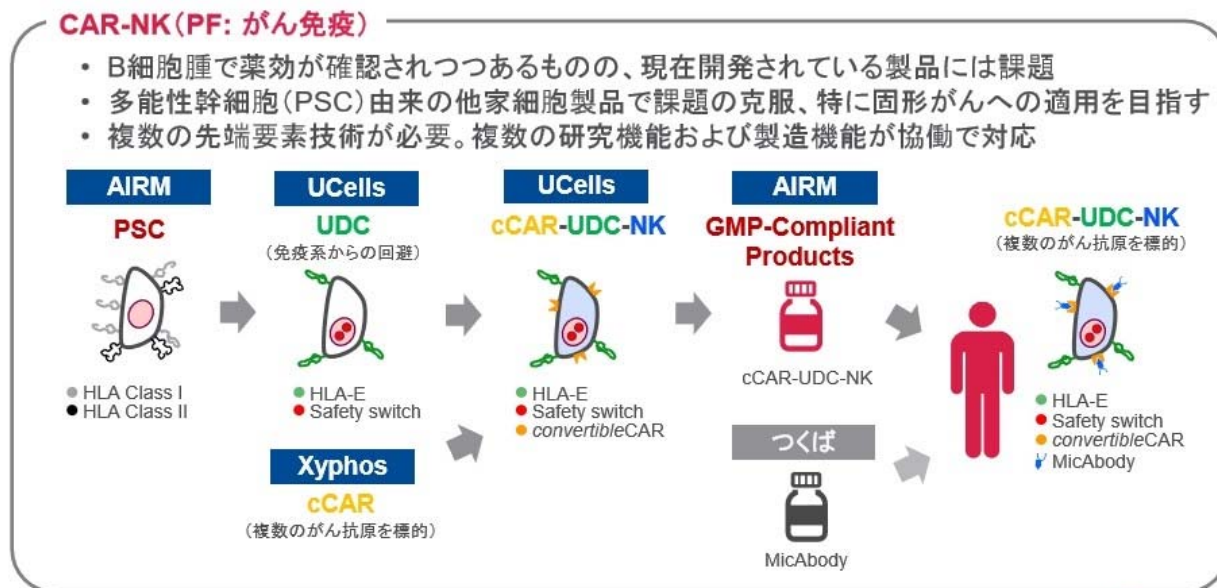 CAR-NK(PF: がん免疫)
• B細胞腫で薬効が確認されつつあるものの、現在開発されている製品には課題
• 多能性幹細胞(PSC)由来の他家細胞製品で課題の克服、特に固形がんへの適用を目指す
• 複数の先端要素技術が必要。複数の研究機能および製造機能が協働で対応
AIRM
PSC
HLA Class I
HLA Class II
UCells
UDC
(免疫系からの回避)
HLA-E
Safety switch
Xyphos
cCAR
(複数のがん抗原を標的)
UCells
cCAR-UDC-NK
HLA-E
Safety switch
convertibleCAR
AIRM
GMP-Compliant
Products
cCAR-UDC-NK
つくば
MicAbody
cCAR-UDC-NK
(複数のがん抗原を標的)
HLA-E
Safety switch
convertibleCAR
MicAbody